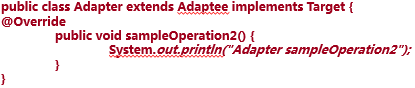 public class Adapter extends Adaptee implements Target {
@Override
public void sampleOperation2() {
System.out.println("Adapter sampleOperation2");
}
}